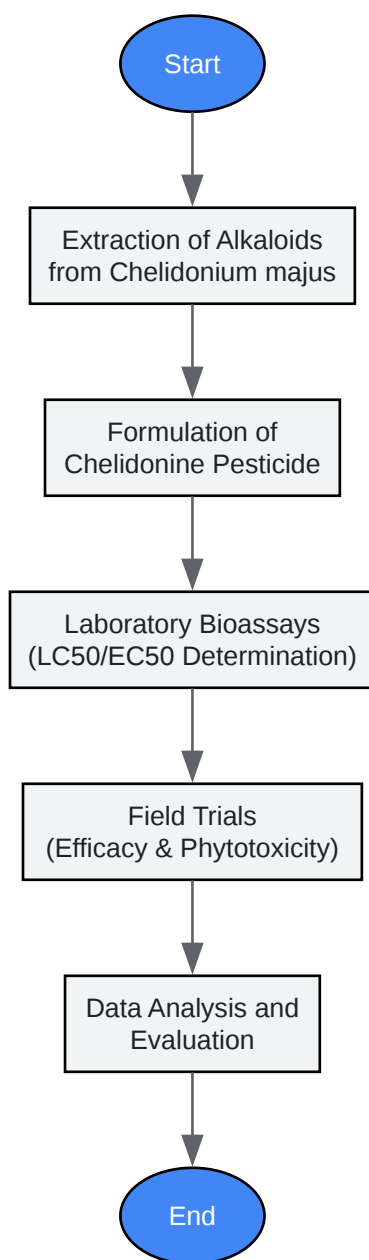 Start
Extraction of Alkaloids
from Chelidonium majus
Formulation of
Chelidonine Pesticide
Laboratory Bioassays
(LC50/EC50 Determination)
Field Trials
(Efficacy & Phytotoxicity)
Data Analysis and
Evaluation
End